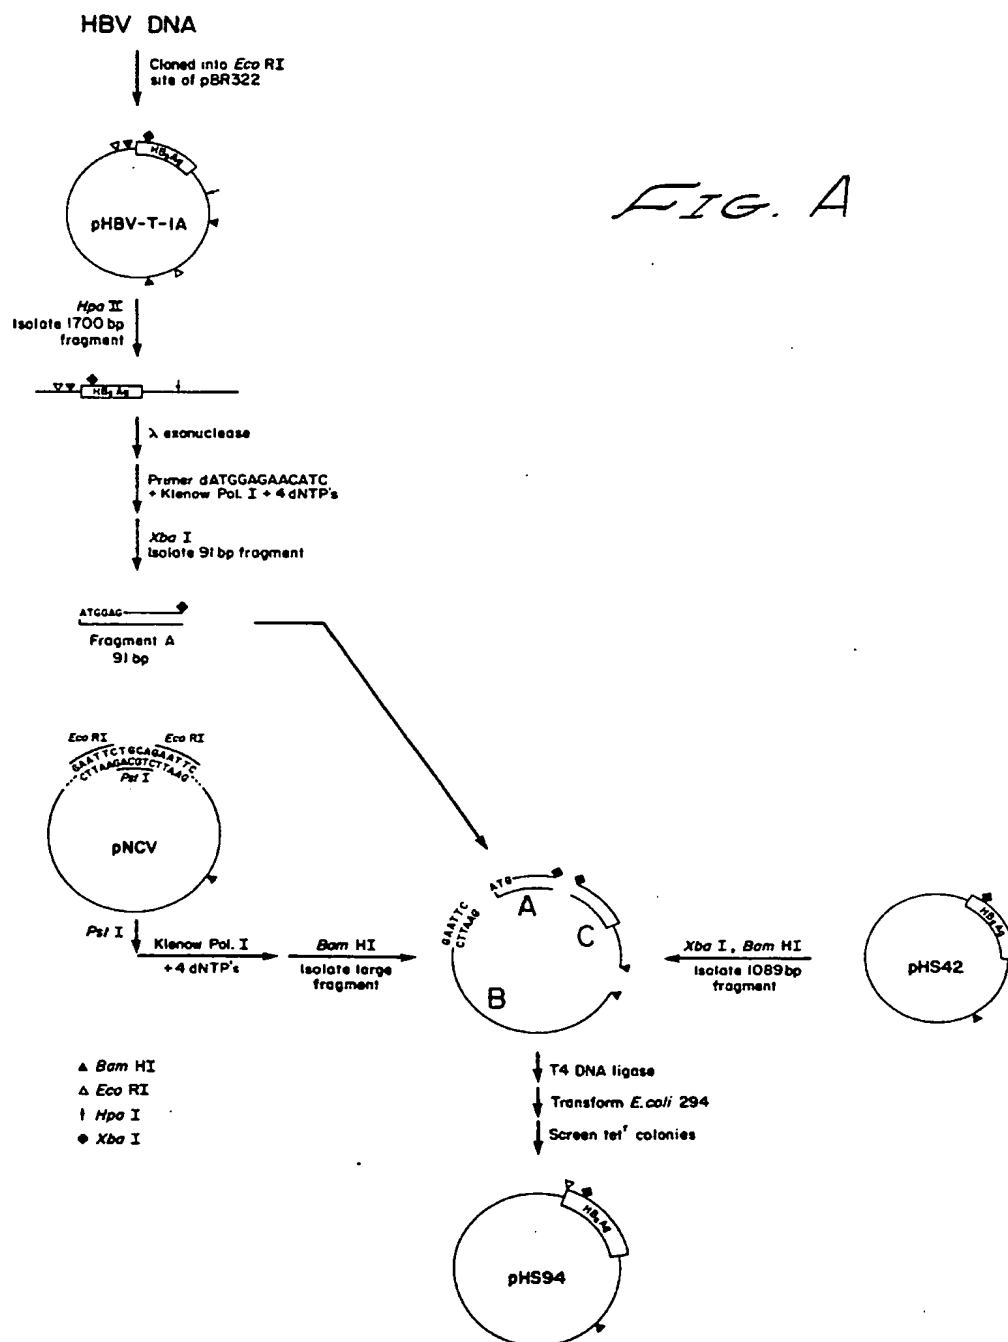 HBV DNA
Cloned into Eco RI
site of pBR322
HBsAg
pHBV-T-1A
FIG. A
Hpa II
Isolate 1700 bp
fragment
HBsAg
λ exonuclease
Primer dATGGAGAACATC
+ Klenow Pol. I + 4 dNTP's
Xba I
Isolate 91 bp fragment
ATGGAG
Fragment A
91 bp
Eco RI Eco RI
GAATTCTGCAGAATTC
CTTAAGACGTCTTAAG
Pst I
pNCV
Pst I
Klenow Pol. I
+4 dNTP's
Bam HI
Isolate large
fragment
ATG
GAATTC
CTTAAG
A
C
B
Xba I, Bam HI
Isolate 1089 bp
fragment
HBsAg
pHS42
▲ Bam HI
△ Eco RI
† Hpa I
◆ Xba I
T4 DNA ligase
Transform E. coli 294
Screen tetʳ colonies
HBsAg
pHS94